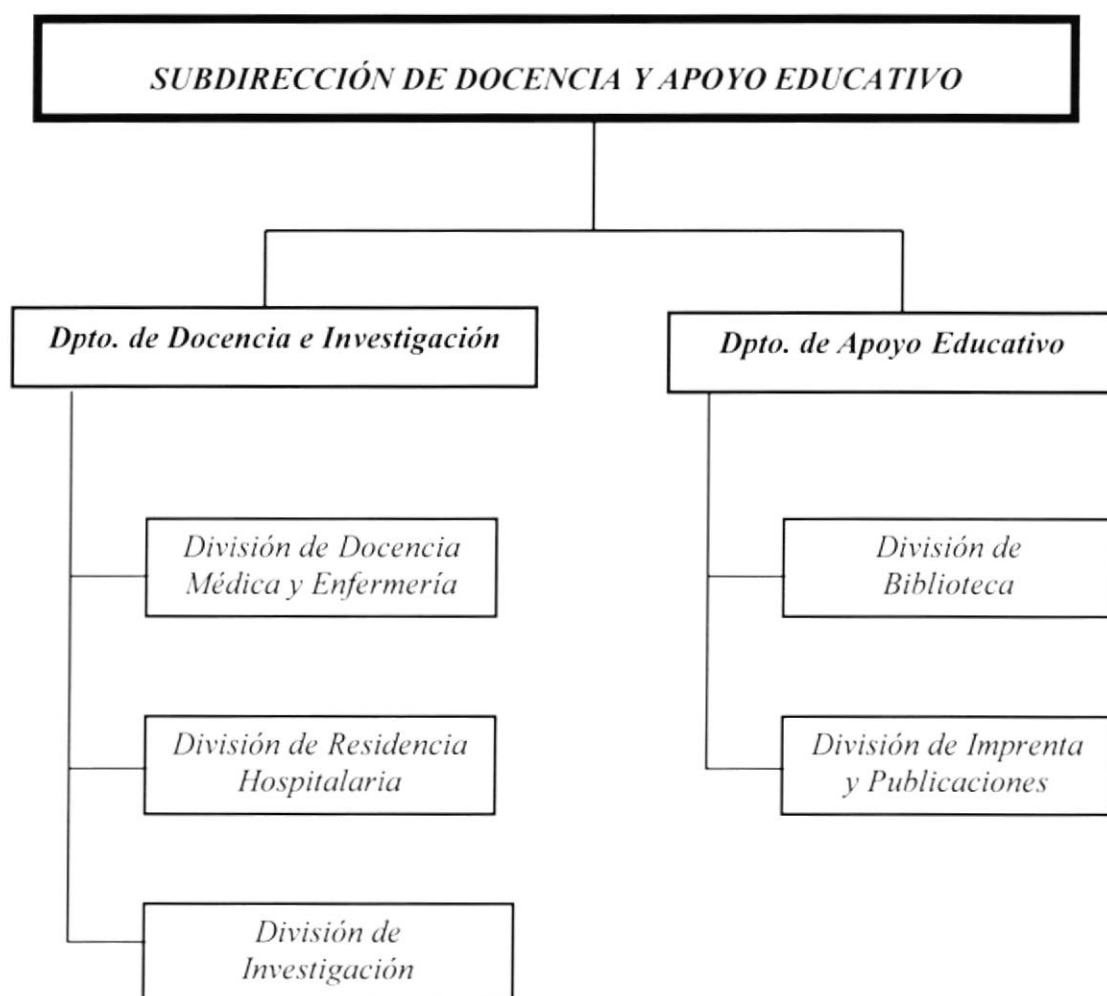 SUBDIRECCIÓN DE DOCENCIA Y APOYO EDUCATIVO
Dpto. de Docencia e Investigación
Dpto. de Apoyo Educativo
División de Docencia
Médica y Enfermería
División de Residencia
Hospitalaria
División de
Investigación
División de
Biblioteca
División de Imprenta
y Publicaciones